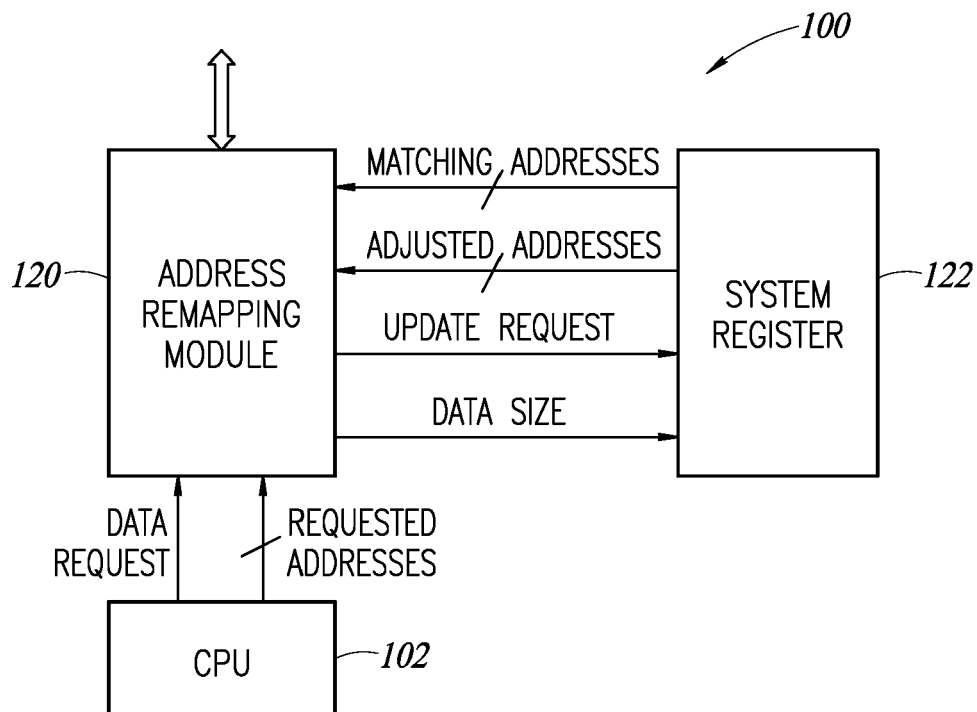 100
MATCHING ADDRESSES
ADJUSTED ADDRESSES
120
ADDRESS
REMAPPING
MODULE
SYSTEM
REGISTER
122
UPDATE REQUEST
DATA SIZE
DATA
REQUEST
REQUESTED
ADDRESSES
CPU
102